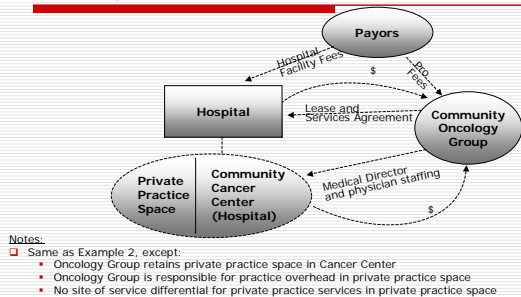 Payors
Hospital
Facility Fees
Pro
Fees
$
Hospital
Lease and
Services Agreement
Community
Oncology
Group
Private
Practice
Space
Community
Cancer
Center
(Hospital)
Medical Director
and physician staffing
$
Notes:
Same as Example 2, except:
Oncology Group retains private practice space in Cancer Center
Oncology Group is responsible for practice overhead in private practice space
No site of service differential for private practice services in private practice space